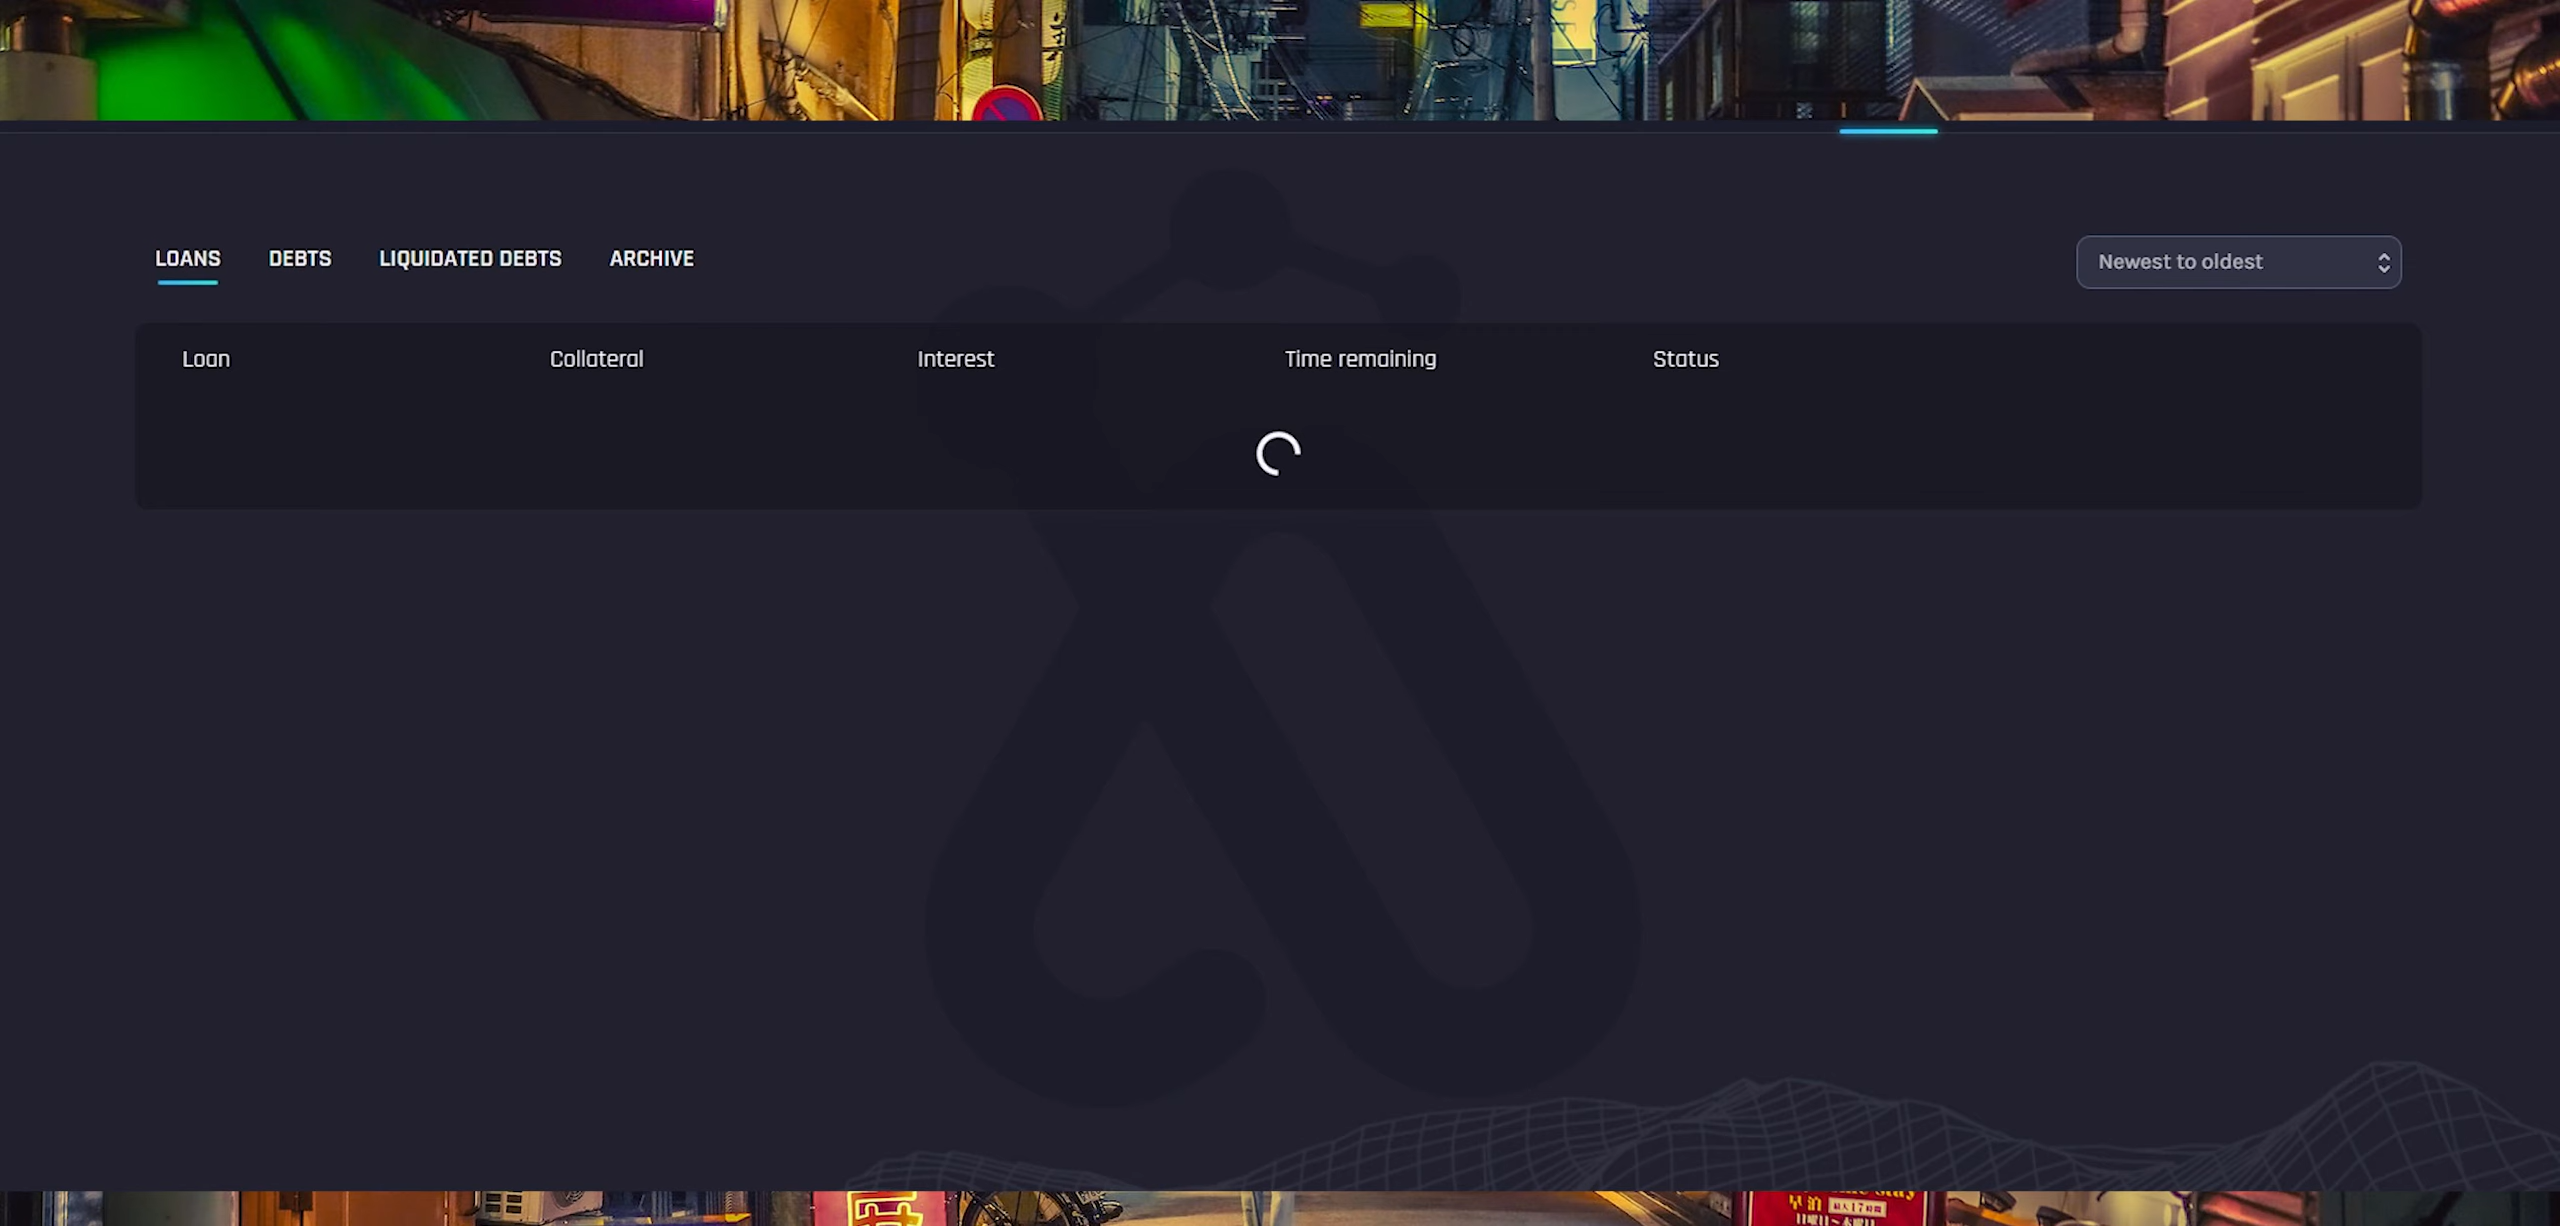 LOANS DEBTS LIQUIDATED DEBTS ARCHIVE Newest to oldest
Loan Collateral Interest Time remaining Status